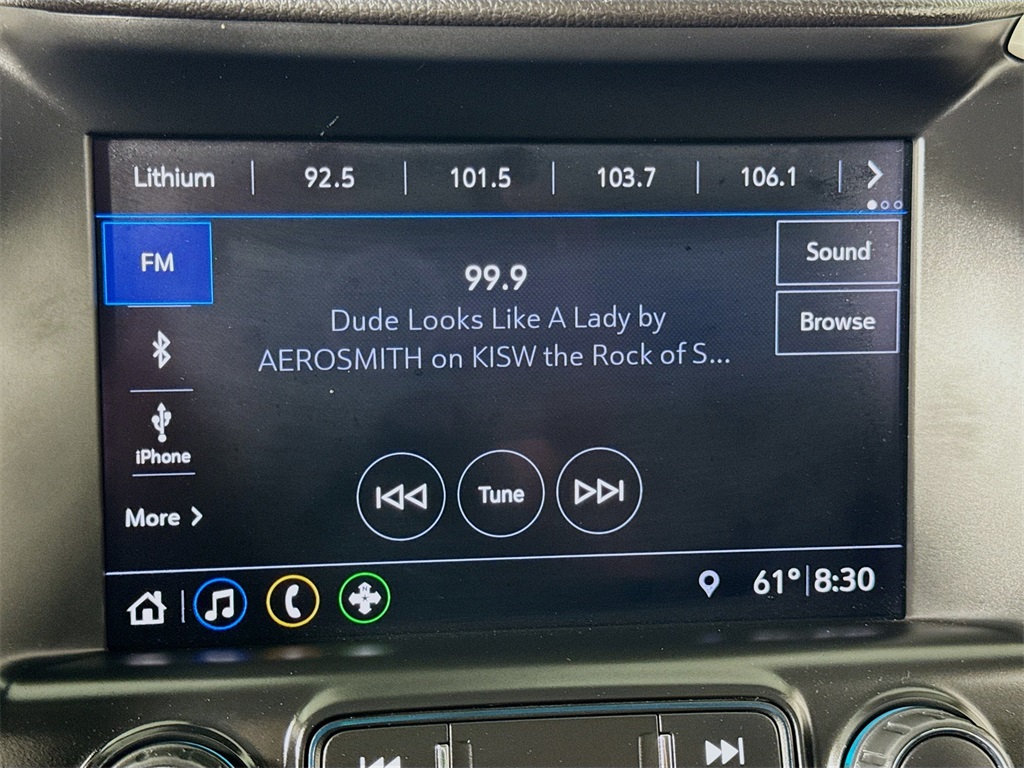 Lithium 92.5 101.5 103.7 106.1
FM
99.9
Dude Looks Like A Lady by
AEROSMITH on KISW the Rock of S...
Sound
Browse
iPhone
More
Tune
61° 8:30